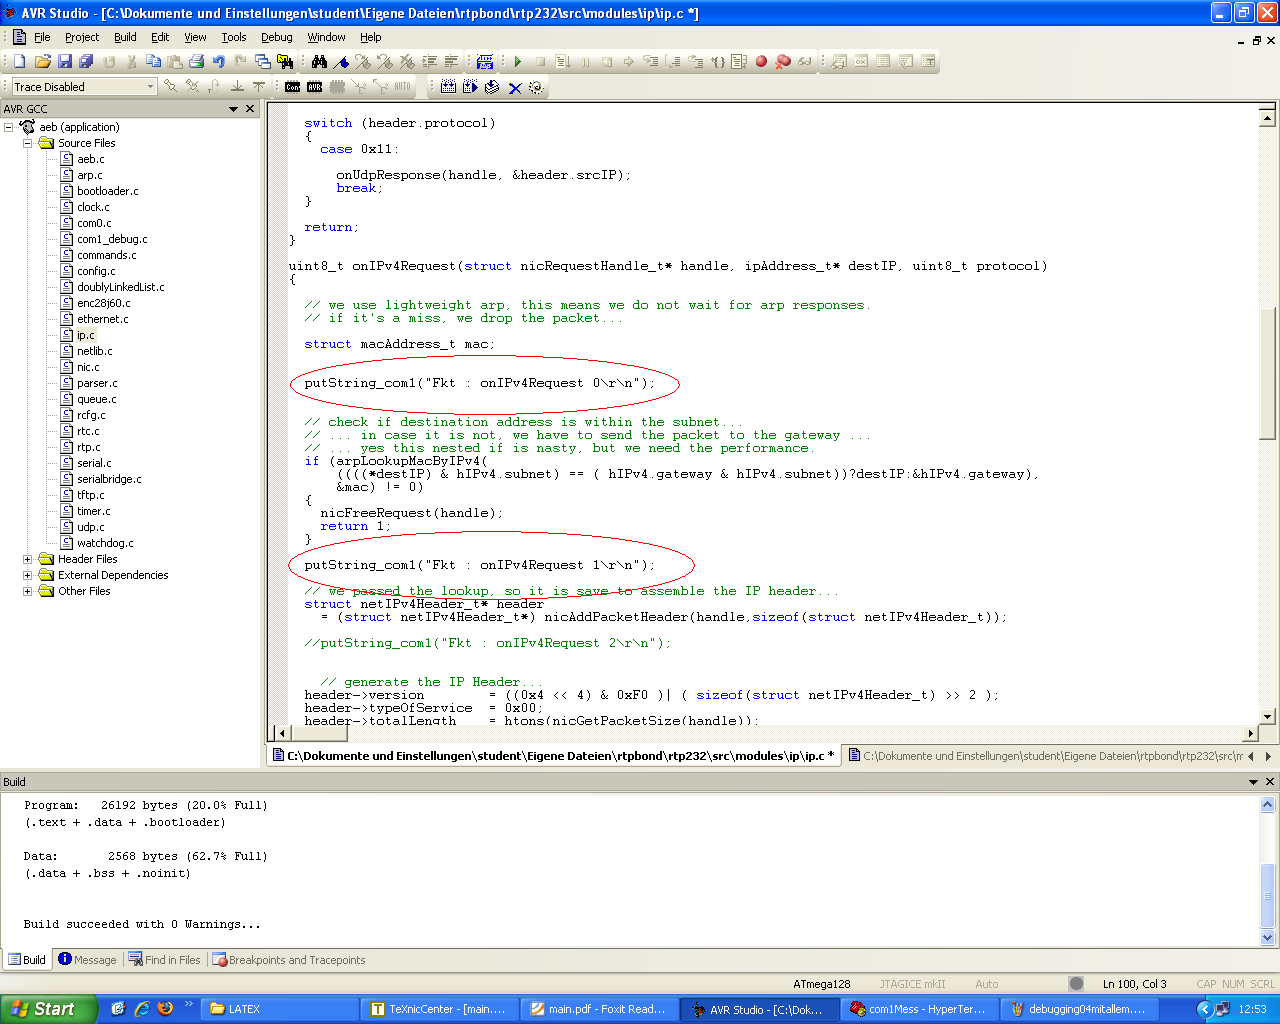 AVR Studio - [C:\Dokumente und Einstellungen\student\Eigene Dateien\rtpbond\rtp232\src\modules\ip\ip.c *]
File Project Build Edit View Tools Debug Window Help
Trace Disabled
Con AVR AUTO
AVR GCC
aeb (application)
Source Files
aeb.c
arp.c
bootloader.c
clock.c
com0.c
com1_debug.c
commands.c
config.c
doublyLinkedList.c
enc28j60.c
ethernet.c
ip.c
netlib.c
nic.c
parser.c
queue.c
rcfg.c
rtc.c
rtp.c
serial.c
serialbridge.c
tftp.c
timer.c
udp.c
watchdog.c
Header Files
External Dependencies
Other Files
switch (header.protocol)
{
case 0x11:
onUdpResponse(handle, &header.srcIP);
break;
}
return;
}
uint8_t onIPv4Request(struct nicRequestHandle_t* handle, ipAddress_t* destIP, uint8_t protocol)
{
// we use lightweight arp, this means we do not wait for arp responses.
// if it's a miss, we drop the packet...
struct macAddress_t mac;
putString_com1("Fkt : onIPv4Request 0\r\n");
// check if destination address is within the subnet...
// ... in case it is not, we have to send the packet to the gateway ...
// ... yes this nested if is nasty, but we need the performance.
if (arpLookupMacByIPv4(
((((*destIP) & hIPv4.subnet) == ( hIPv4.gateway & hIPv4.subnet))?destIP:&hIPv4.gateway),
&mac) != 0)
{
nicFreeRequest(handle);
return 1;
}
putString_com1("Fkt : onIPv4Request 1\r\n");
// we passed the lookup, so it is save to assemble the IP header...
struct netIPv4Header_t* header
= (struct netIPv4Header_t*) nicAddPacketHeader(handle,sizeof(struct netIPv4Header_t));
//putString_com1("Fkt : onIPv4Request 2\r\n");
// generate the IP Header...
header->version = ((0x4 << 4) & 0xF0 )| ( sizeof(struct netIPv4Header_t) >> 2 );
header->typeOfService = 0x00;
header->totalLength = htons(nicGetPacketSize(handle));
C:\Dokumente und Einstellungen\student\Eigene Dateien\rtpbond\rtp232\src\modules\ip\ip.c * C:\Dokumente und Einstellungen\student\Eigene Dateien\rtpbond\rtp232\src\m
Build
Program: 26192 bytes (20.0% Full)
(.text + .data + .bootloader)
Data: 2568 bytes (62.7% Full)
(.data + .bss + .noinit)
Build succeeded with 0 Warnings...
Build Message Find in Files Breakpoints and Tracepoints
ATmega128 JTAGICE mkII Auto Ln 100, Col 3 CAP NUM SCRL
Start LATEX TeXnicCenter - [main.... main.pdf - Foxit Read... AVR Studio - [C:\Dok... com1Mess - HyperTer... debugging04mitallem.... 12:53